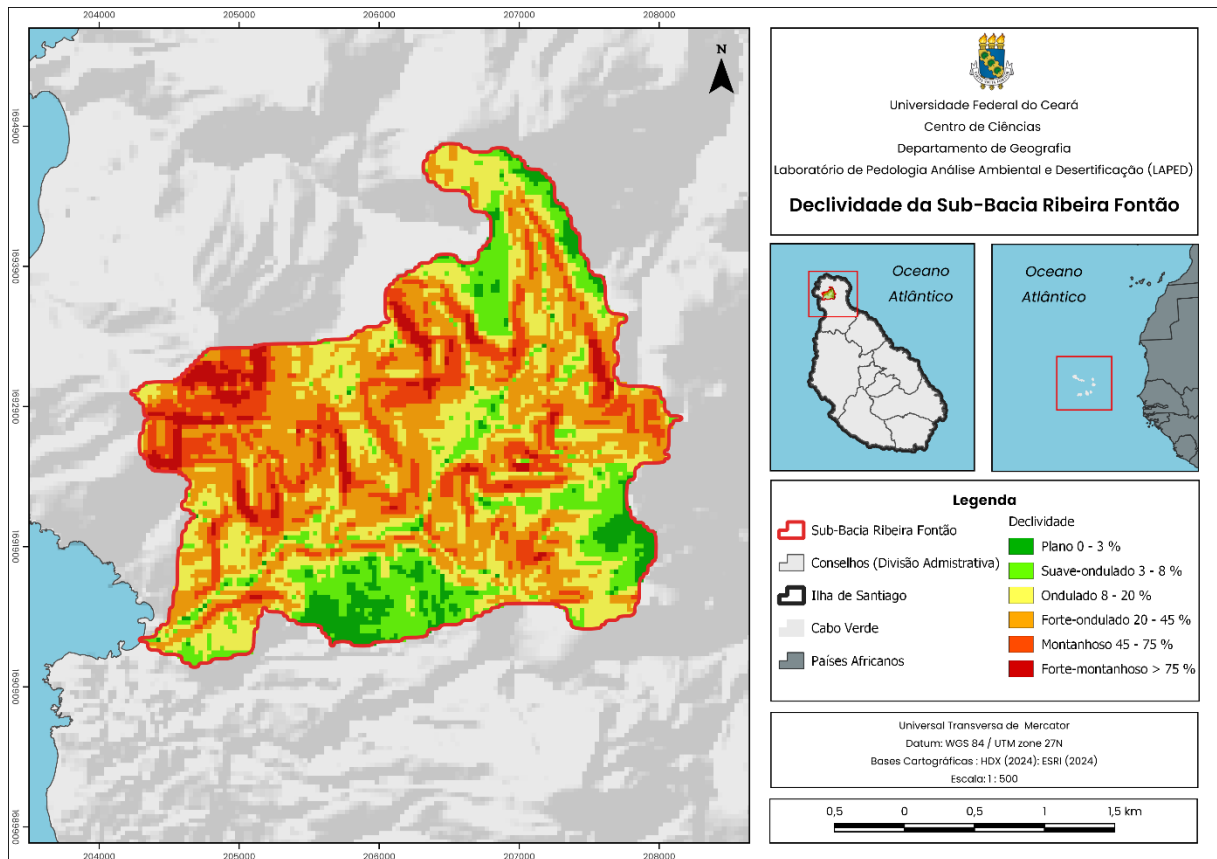 204000 205000 206000 207000 208000
N
1694900
1693900
1692900
1691900
1690900
1689900
204000 205000 206000 207000 208000
Universidade Federal do Ceará
Centro de Ciências
Departamento de Geografia
Laboratório de Pedologia Análise Ambiental e Desertificação (LAPED)
Declividade da Sub-Bacia Ribeira Fontão
Oceano
Atlântico
Oceano
Atlântico
Legenda
Sub-Bacia Ribeira Fontão
Conselhos (Divisão Admistrativa)
Ilha de Santiago
Cabo Verde
Países Africanos
Declividade
Plano 0 - 3 %
Suave-ondulado 3 - 8 %
Ondulado 8 - 20 %
Forte-ondulado 20 - 45 %
Montanhoso 45 - 75 %
Forte-montanhoso > 75 %
Universal Transversa de Mercator
Datum: WGS 84 / UTM zone 27N
Bases Cartográficas : HDX (2024): ESRI (2024)
Escala: 1 : 500
0,5 0 0,5 1 1,5 km